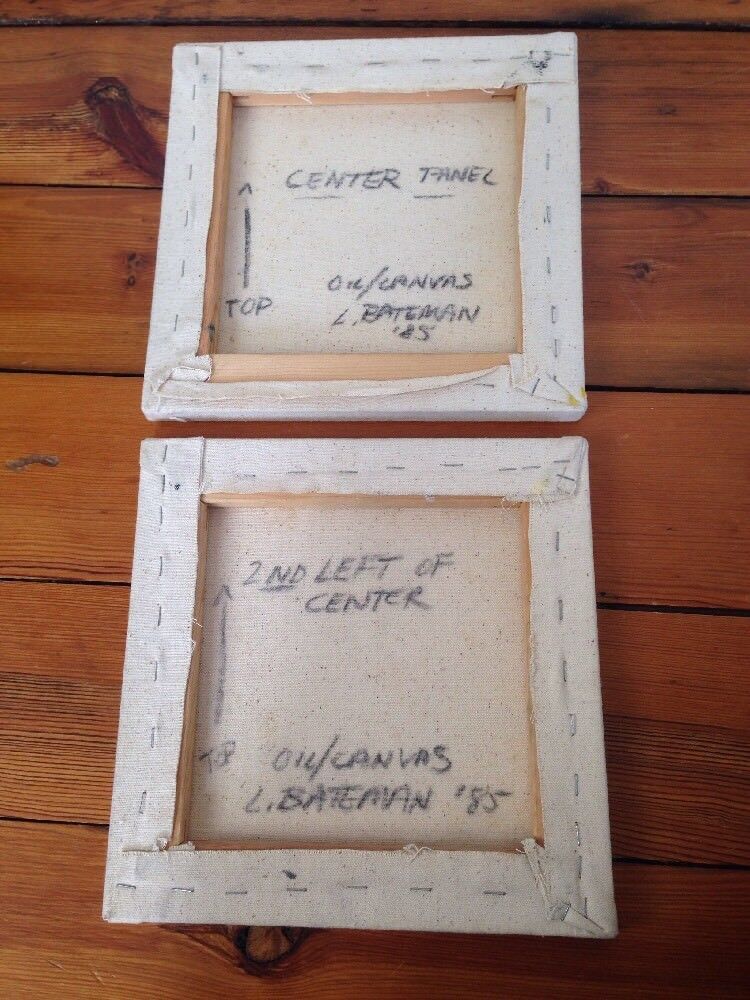 CENTER PANEL
TOP
OIL/CANVAS
L. BATEMAN
'85
2ND LEFT OF
CENTER
OIL/CANVAS
L. BATEMAN '85